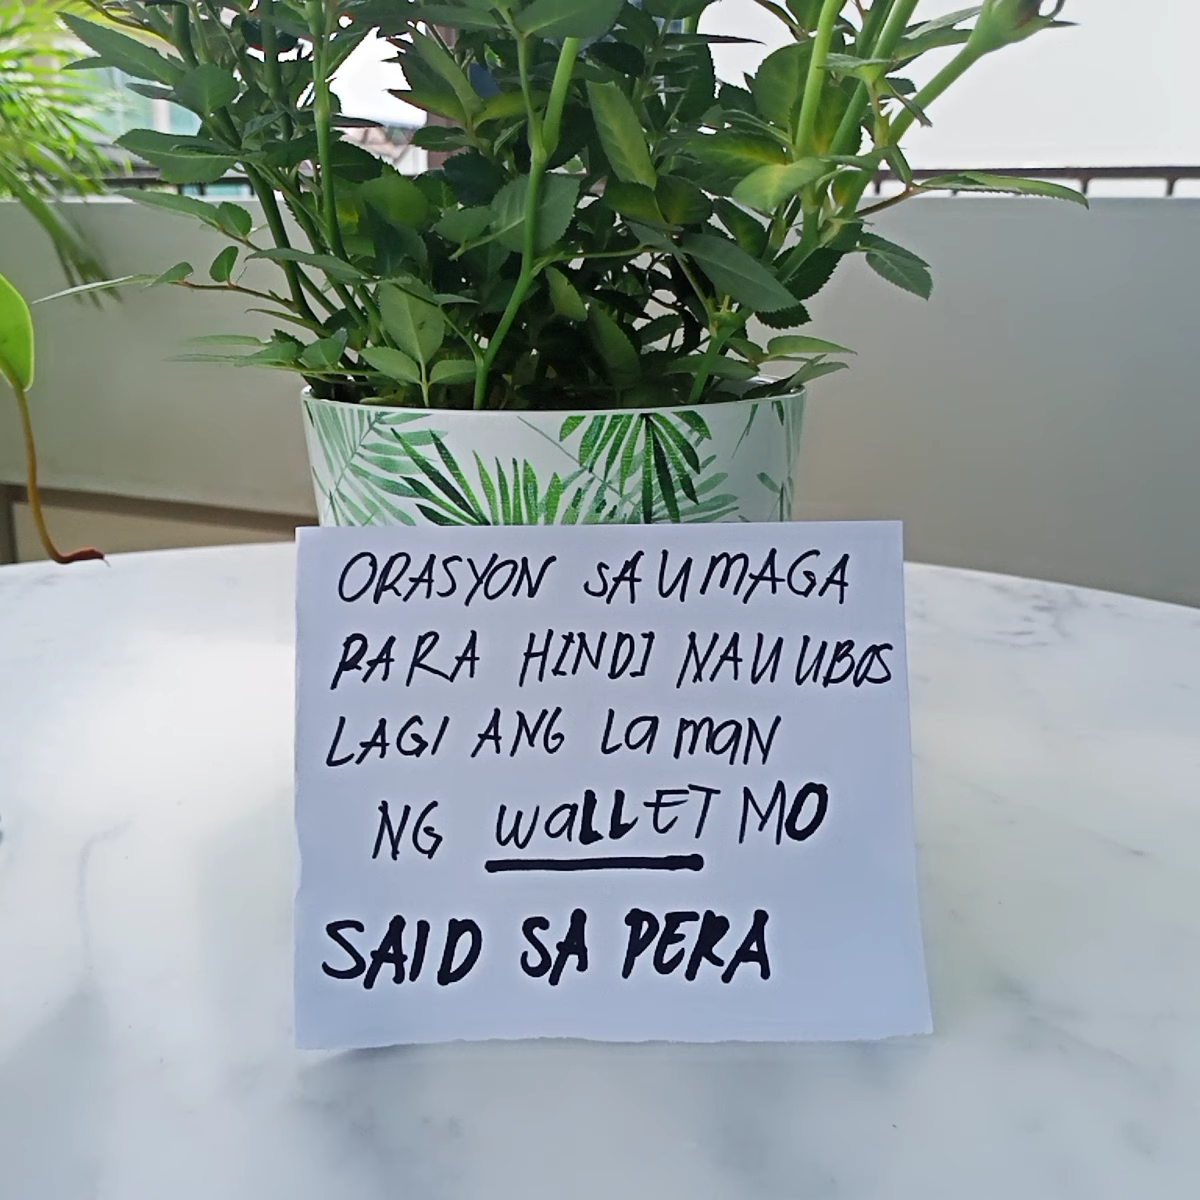 ORASYON SA UMAGA
PARA HINDI NAUUBOS
LAGI ANG LamaN
NG waLLET MO
SAID SA PERA